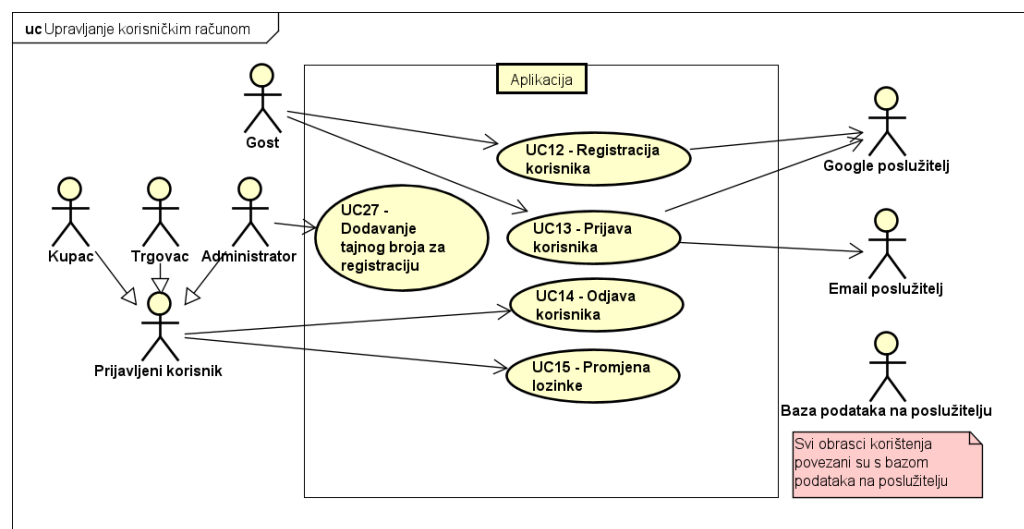 uc Upravljanje korisničkim računom
Aplikacija
Gost
UC12 - Registracija
korisnika
Google poslužitelj
Kupac
Trgovac
Administrator
UC27 -
Dodavanje
tajnog broja za
registraciju
UC13 - Prijava
korisnika
Email poslužitelj
UC14 - Odjava
korisnika
Prijavljeni korisnik
UC15 - Promjena
lozinke
Baza podataka na poslužitelju
Svi obrasci korištenja
povezani su s bazom
podataka na poslužitelju